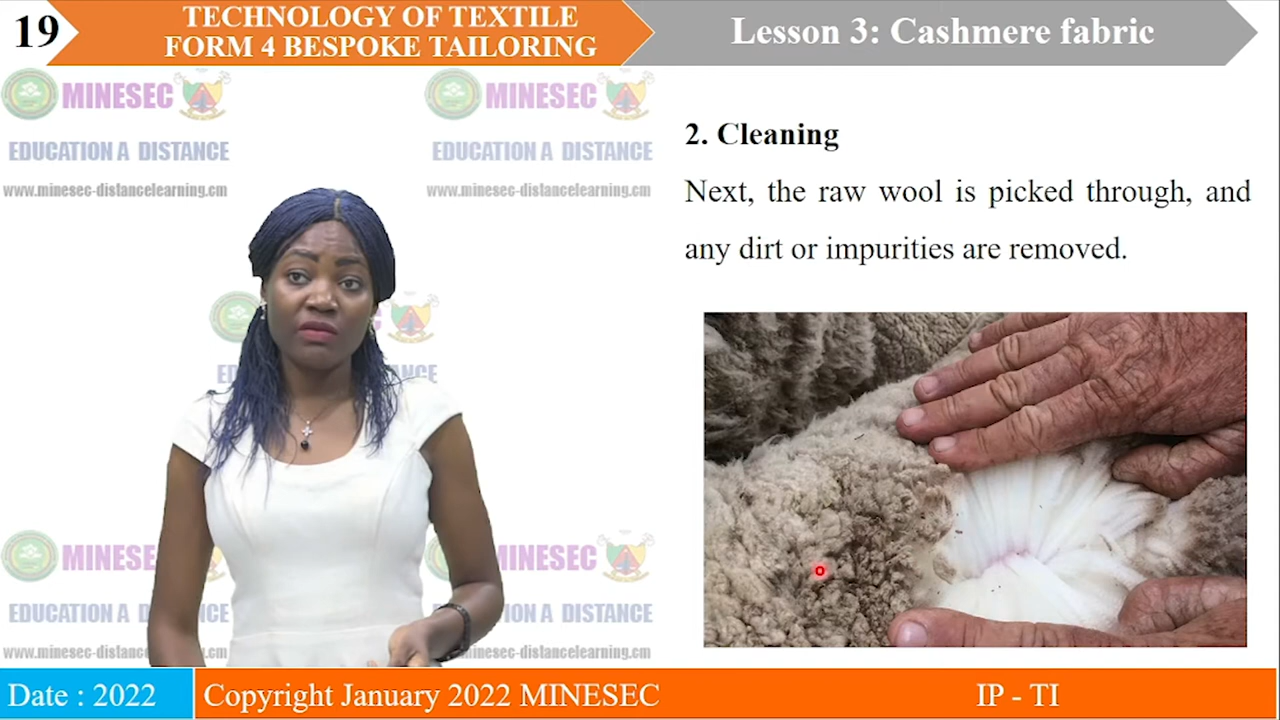 19
TECHNOLOGY OF TEXTILE
FORM 4 BESPOKE TAILORING
Lesson 3: Cashmere fabric
MINESEC
MINESEC
EDUCATION A DISTANCE
EDUCATION A DISTANCE
www.minesec-distancelearning.cm
www.minesec-distancelearning.cm
2. Cleaning
Next, the raw wool is picked through, and
any dirt or impurities are removed.
MINESEC
MINESEC
EDUCATION A DISTANCE
www.minesec-distancelearning.cm
Date : 2022
Copyright January 2022 MINESEC
IP - TI